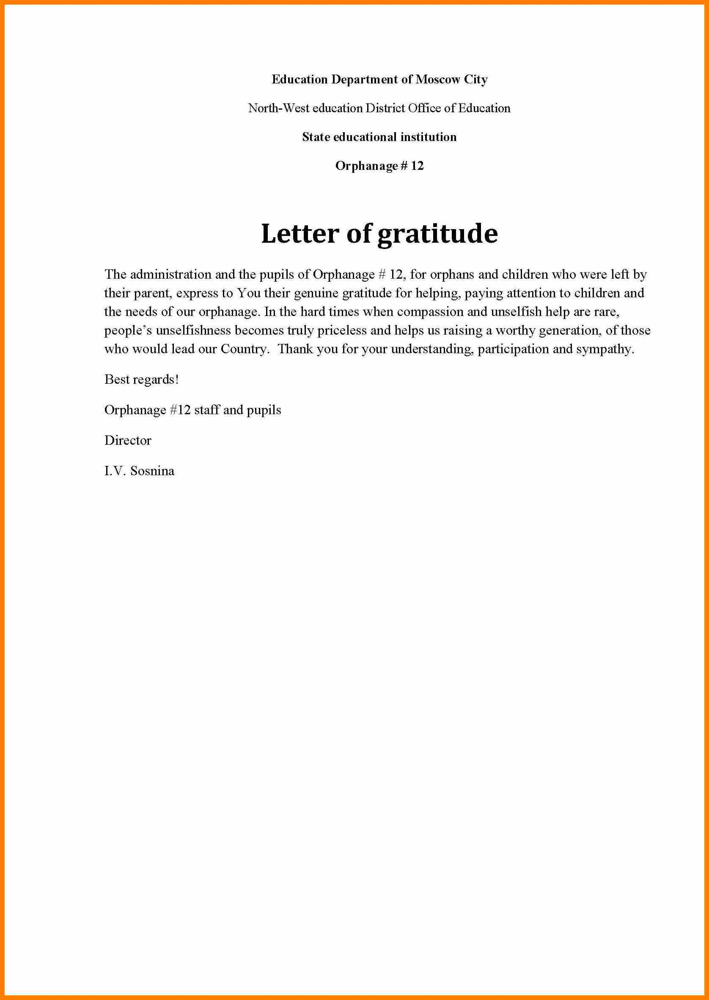 Education Department of Moscow City
North-West education District Office of Education
State educational institution
Orphanage # 12
Letter of gratitude
The administration and the pupils of Orphanage # 12, for orphans and children who were left by
their parent, express to You their genuine gratitude for helping, paying attention to children and
the needs of our orphanage. In the hard times when compassion and unselfish help are rare,
people’s unselfishness becomes truly priceless and helps us raising a worthy generation, of those
who would lead our Country.  Thank you for your understanding, participation and sympathy.
Best regards!
Orphanage #12 staff and pupils
Director
I.V. Sosnina